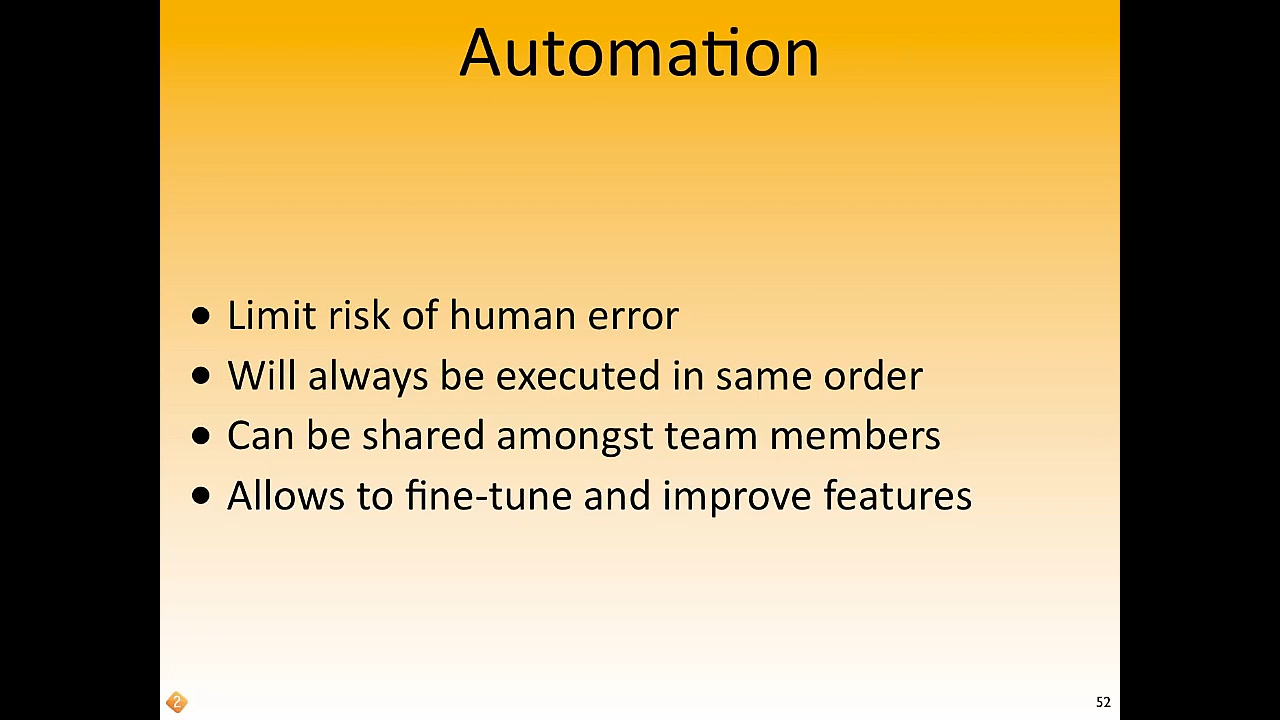 Automation
• Limit risk of human error
• Will always be executed in same order
• Can be shared amongst team members
• Allows to fine-tune and improve features
2
52